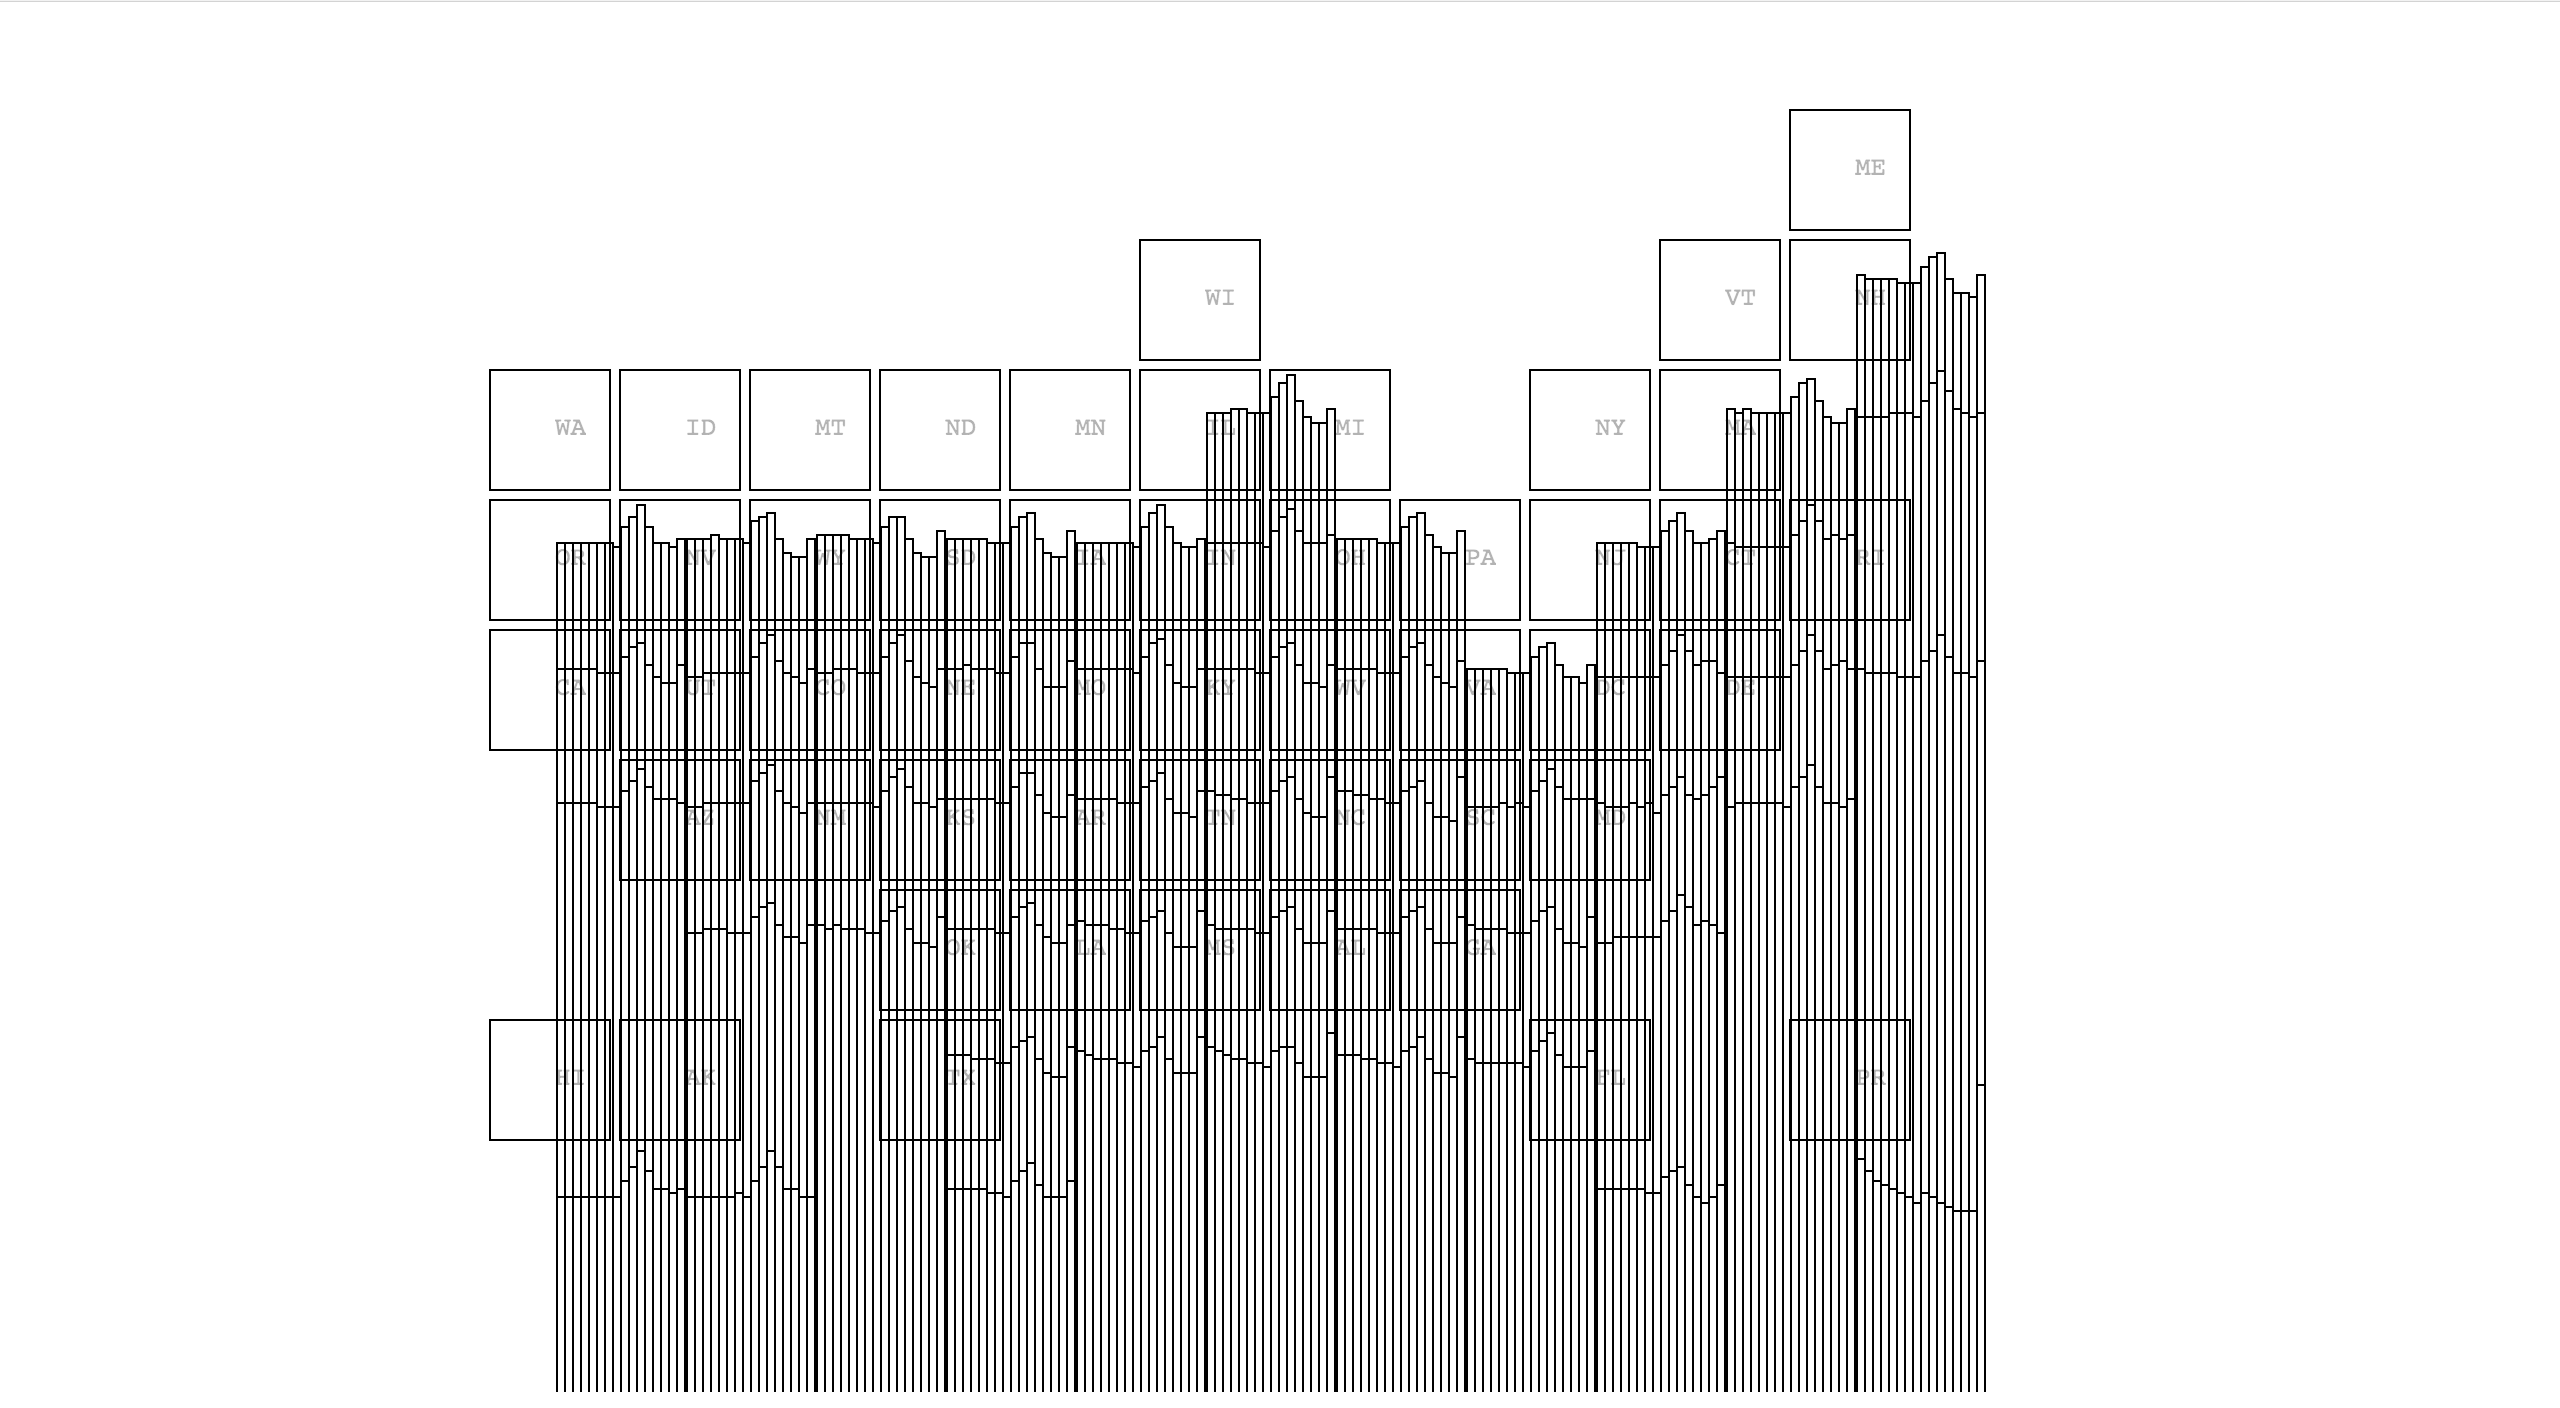 ME
WI VT NH
WA ID MT ND MN IL MI NY MA
OR NV WY SD IA IN OH PA NJ CT RI
CA UT CO NE MO KY WV VA DC DE
AZ NM KS AR TN NC SC MD
OK LA MS AL GA
HI AK TX FL PR